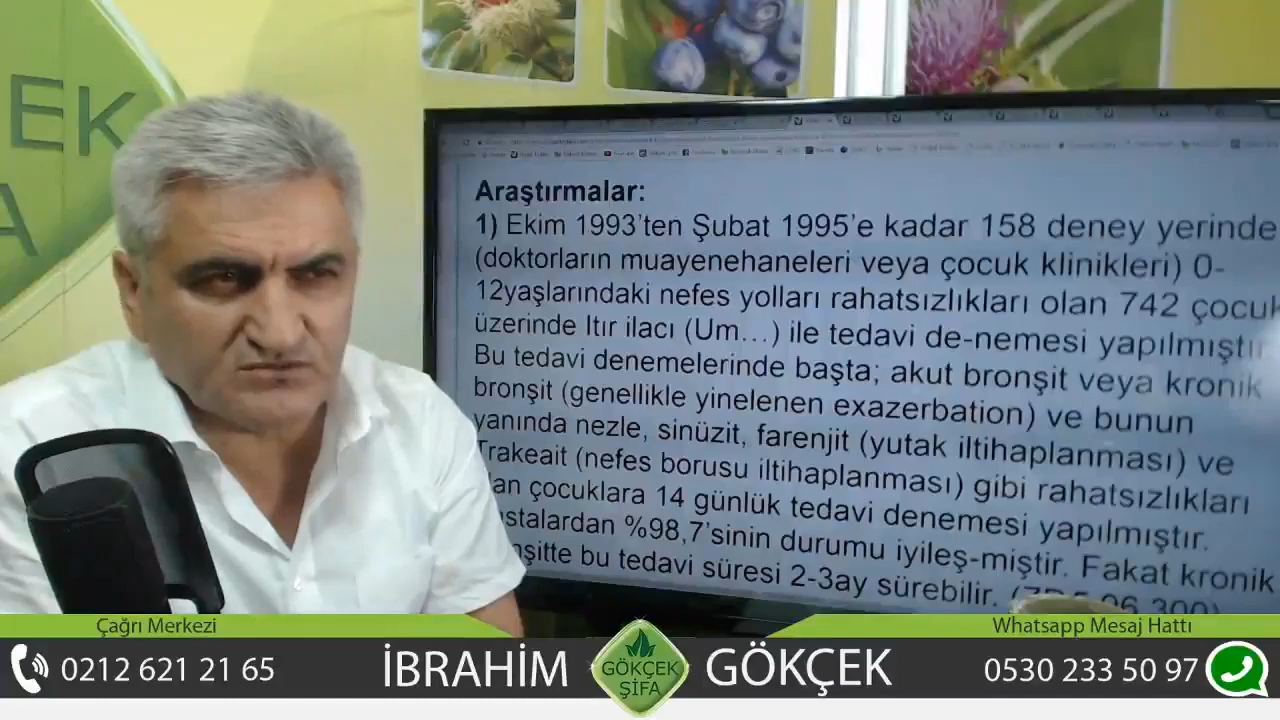 EK
A
Araştırmalar:
1) Ekim 1993'ten Şubat 1995'e kadar 158 deney yerinde
(doktorların muayenehaneleri veya çocuk klinikleri) 0-
12yaşlarındaki nefes yolları rahatsızlıkları olan 742 çocuk
üzerinde Itır ilacı (Um...) ile tedavi de-nemesi yapılmıştır
Bu tedavi denemelerinde başta; akut bronşit veya kronik
bronşit (genellikle yinelenen exazerbation) ve bunun
yanında nezle, sinüzit, farenjit (yutak iltihaplanması) ve
Trakeait (nefes borusu iltihaplanması) gibi rahatsızlıkları
lan çocuklara 14 günlük tedavi denemesi yapılmıştır.
stalardan %98,7'sinin durumu iyileş-miştir. Fakat kronik
nşitte bu tedavi süresi 2-3ay sürebilir.
Çağrı Merkezi
Whatsapp Mesaj Hattı
0212 621 21 65
İBRAHİM
GÖKÇEK
ŞİFA
GÖKÇEK
0530 233 50 97